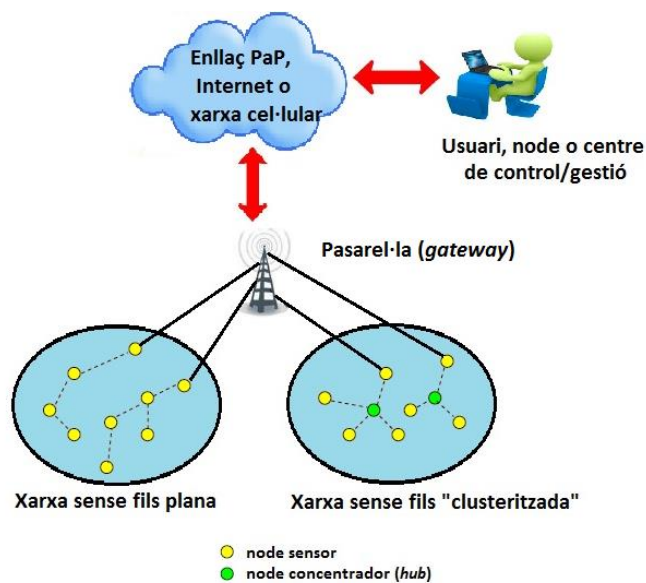 Enllaç PaP,
Internet o
xarxa cel·lular
Usuari, node o centre
de control/gestió
Pasarel·la (gateway)
Xarxa sense fils plana
Xarxa sense fils "clusteritzada"
node sensor
node concentrador (hub)